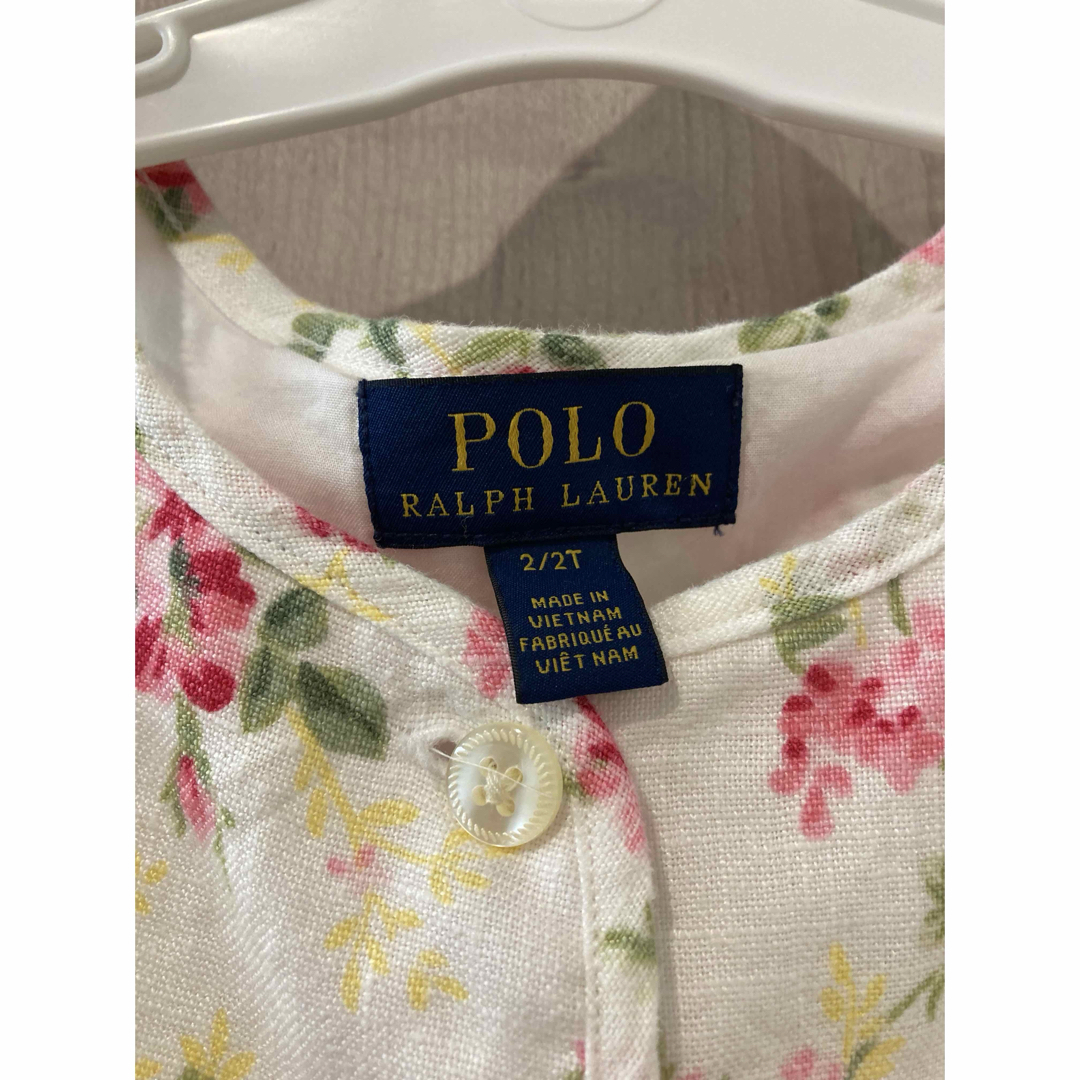 POLO
RALPH LAUREN
2/2T
MADE IN
VIETNAM
FABRIQUÉ AU
VIÊT NAM